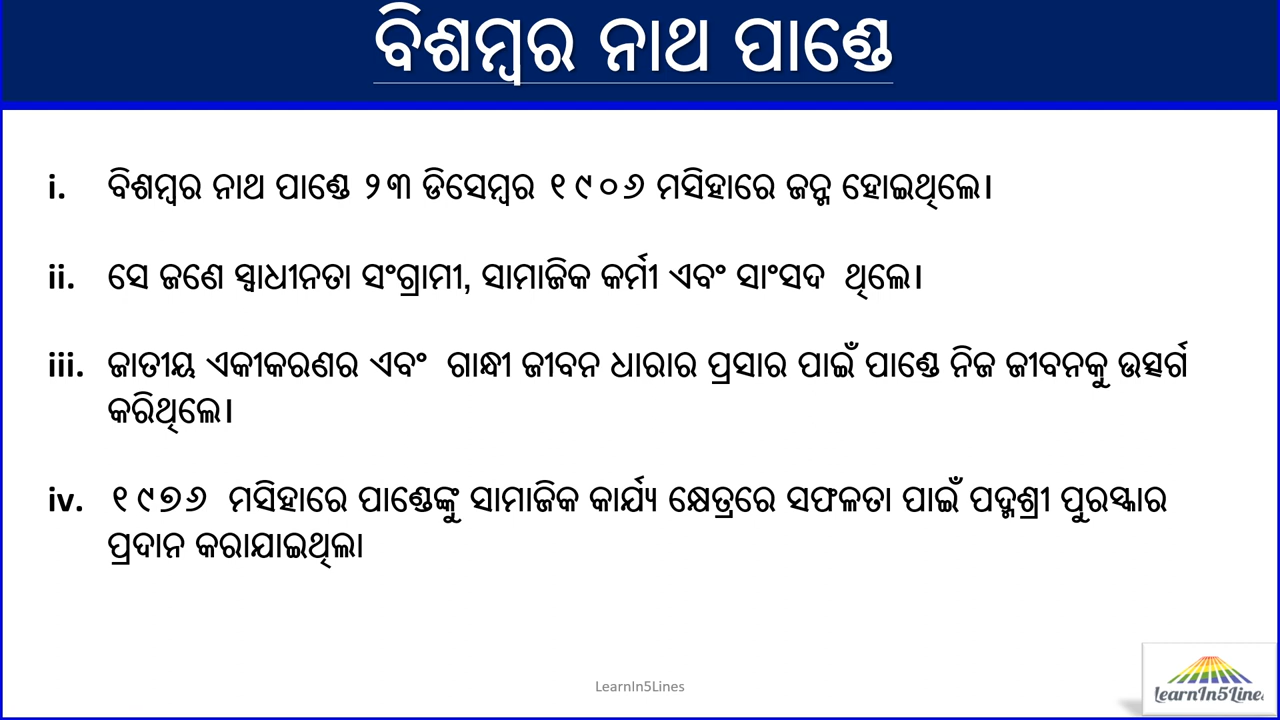 ବିଶମ୍ବର ନାଥ ପାଣ୍ଡେ
i. ବିଶମ୍ବର ନାଥ ପାଣ୍ଡେ ୨୩ ଡିସେମ୍ବର ୧୯୦୬ ମସିହାରେ ଜନ୍ମ ହୋଇଥିଲେ।
ii. ସେ ଜଣେ ସ୍ୱାଧୀନତା ସଂଗ୍ରାମୀ, ସାମାଜିକ କର୍ମୀ ଏବଂ ସାଂସଦ ଥିଲେ।
iii. ଜାତୀୟ ଏକୀକରଣର ଏବଂ ଗାନ୍ଧୀ ଜୀବନ ଧାରାର ପ୍ରସାର ପାଇଁ ପାଣ୍ଡେ ନିଜ ଜୀବନକୁ ଉତ୍ସର୍ଗ
କରିଥିଲେ।
iv. ୧୯୭୬ ମସିହାରେ ପାଣ୍ଡେଙ୍କୁ ସାମାଜିକ କାର୍ଯ୍ୟ କ୍ଷେତ୍ରରେ ସଫଳତା ପାଇଁ ପଦ୍ମଶ୍ରୀ ପୁରସ୍କାର
ପ୍ରଦାନ କରାଯାଇଥିଲା
LearnIn5Lines
LearnIn5Line